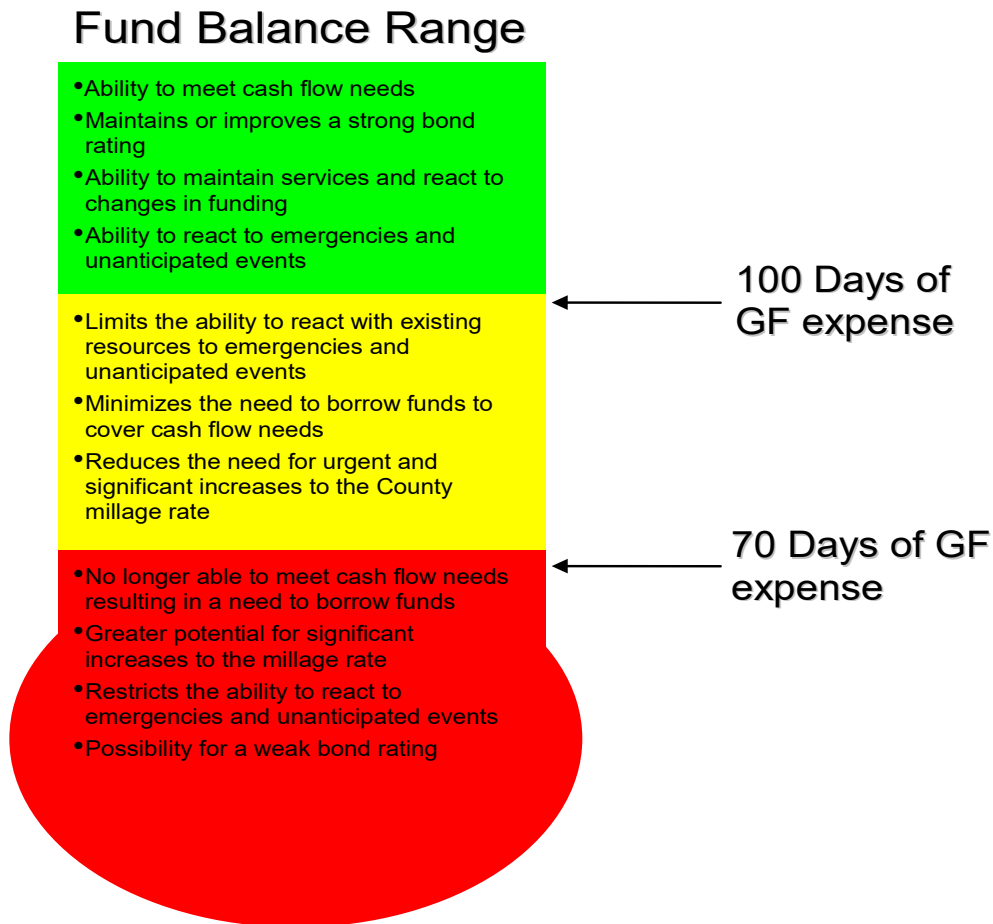 Fund Balance Range
•Ability to meet cash flow needs
•Maintains or improves a strong bond
rating
•Ability to maintain services and react to
changes in funding
•Ability to react to emergencies and
unanticipated events
100 Days of
GF expense
•Limits the ability to react with existing
resources to emergencies and
unanticipated events
•Minimizes the need to borrow funds to
cover cash flow needs
•Reduces the need for urgent and
significant increases to the County
millage rate
70 Days of GF
expense
•No longer able to meet cash flow needs
resulting in a need to borrow funds
•Greater potential for significant
increases to the millage rate
•Restricts the ability to react to
emergencies and unanticipated events
•Possibility for a weak bond rating